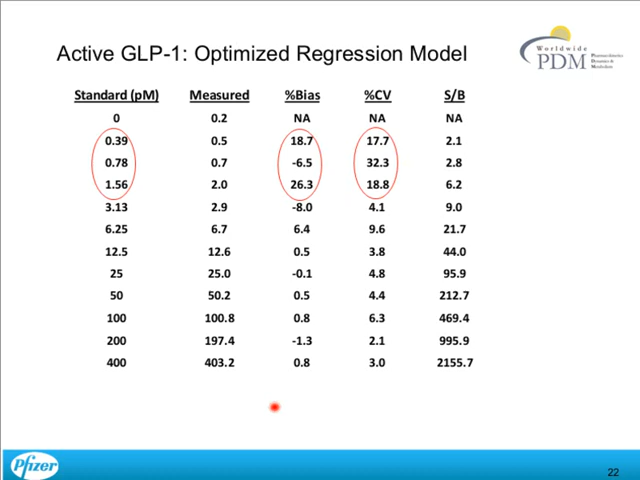 Active GLP-1: Optimized Regression Model
Worldwide
PDM
Pharmacokinetics
Dynamics &
Metabolism
Standard (pM) Measured %Bias %CV S/B
0 0.2 NA NA NA
0.39 0.5 18.7 17.7 2.1
0.78 0.7 -6.5 32.3 2.8
1.56 2.0 26.3 18.8 6.2
3.13 2.9 -8.0 4.1 9.0
6.25 6.7 6.4 9.6 21.7
12.5 12.6 0.5 3.8 44.0
25 25.0 -0.1 4.8 95.9
50 50.2 0.5 4.4 212.7
100 100.8 0.8 6.3 469.4
200 197.4 -1.3 2.1 995.9
400 403.2 0.8 3.0 2155.7
Pfizer
22